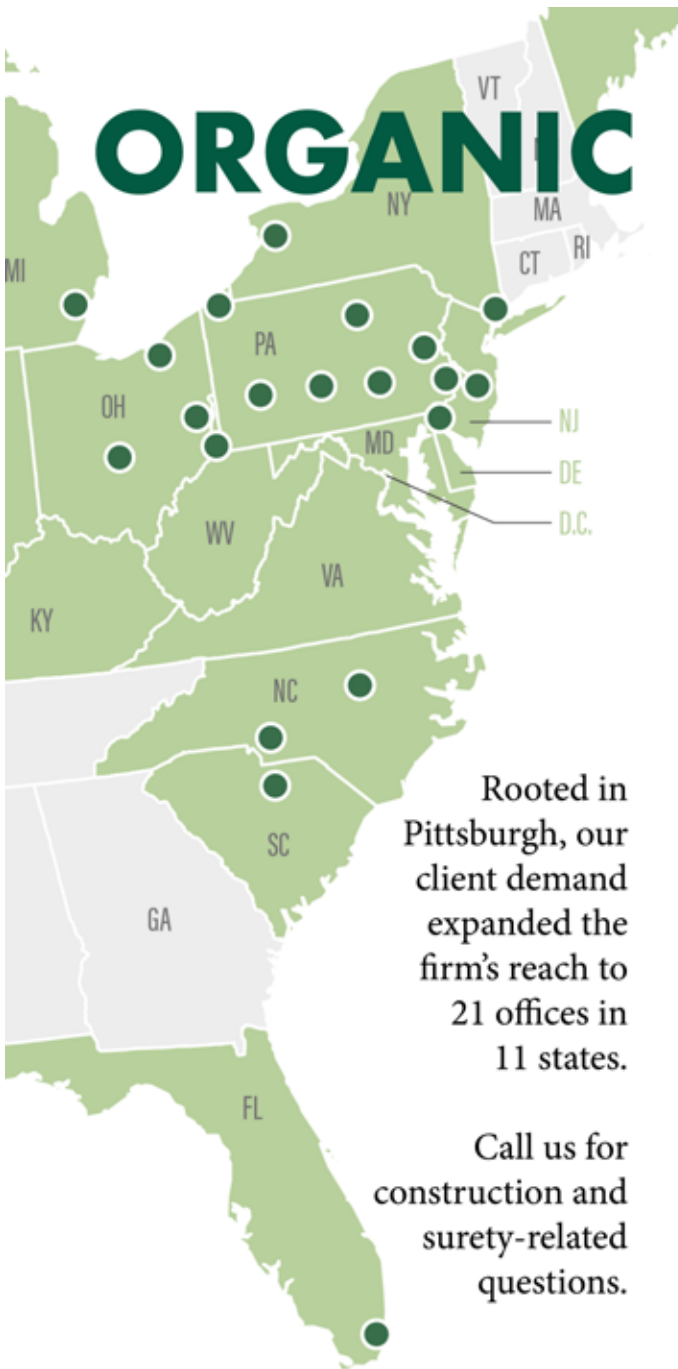 ORGANIC
VT
NY
MA
CT
RI
MI
PA
OH
NJ
MD
DE
D.C.
WV
VA
KY
NC
SC
GA
FL
Rooted in
Pittsburgh, our
client demand
expanded the
firm’s reach to
21 offices in
11 states.
Call us for
construction and
surety-related
questions.